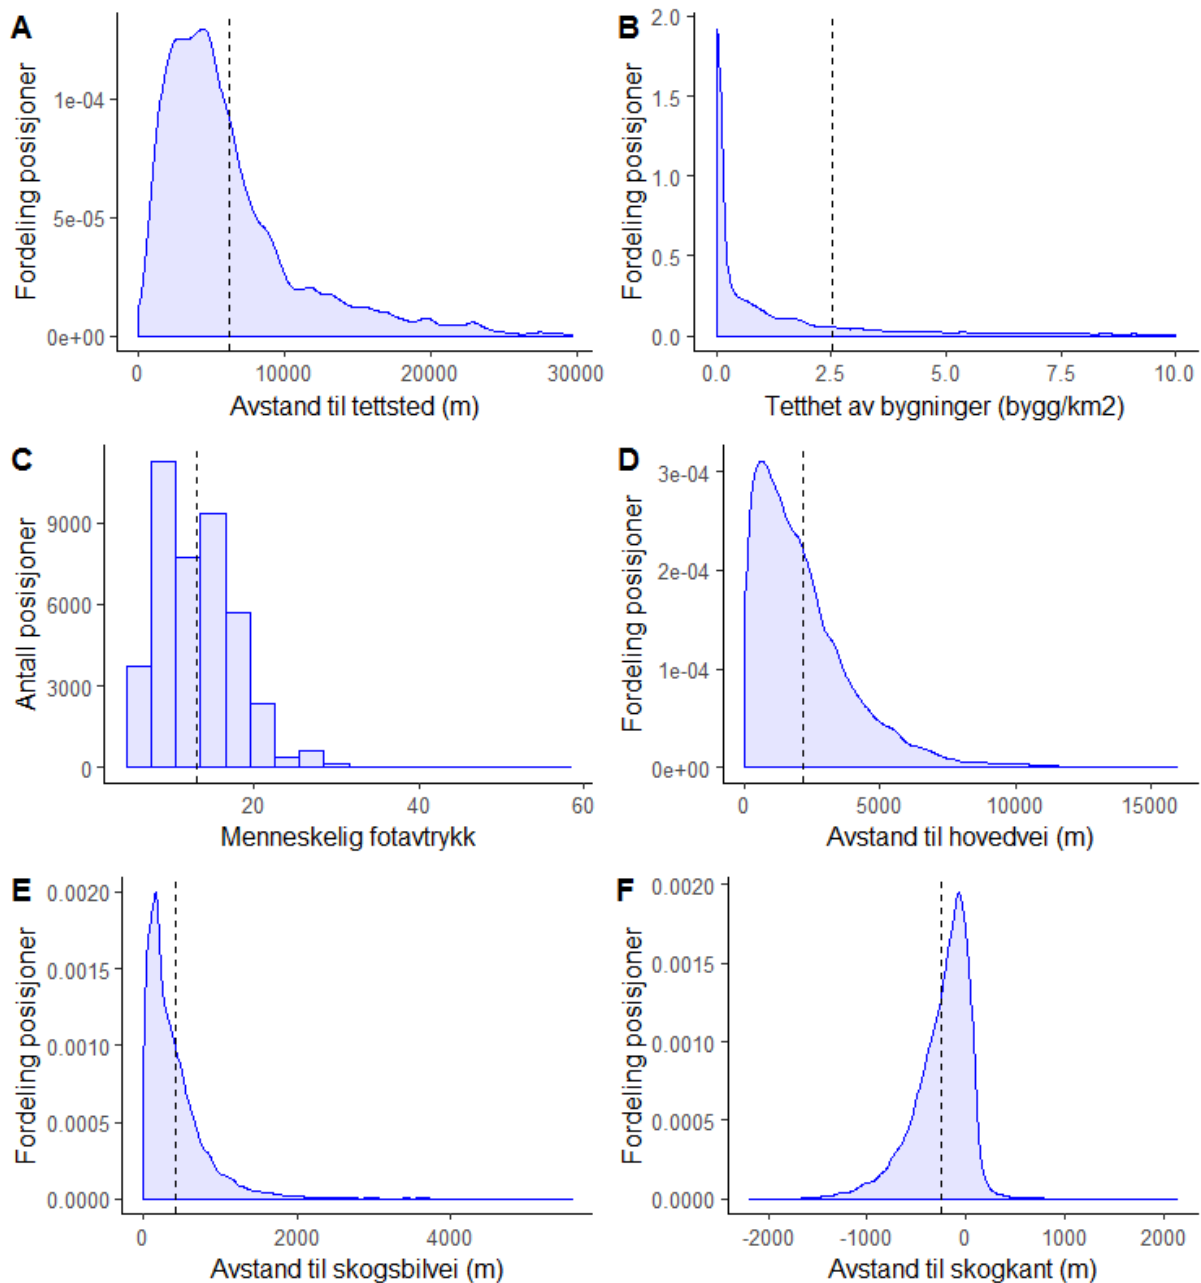 A
Fordeling posisjoner
1e-04
5e-05
0e+00
0
10000
20000
30000
Avstand til tettsted (m)
B
Fordeling posisjoner
2.0
1.5
1.0
0.5
0.0
0.0
2.5
5.0
7.5
10.0
Tetthet av bygninger (bygg/km2)
C
Antall posisjoner
9000
6000
3000
0
20
40
60
Menneskelig fotavtrykk
D
Fordeling posisjoner
3e-04
2e-04
1e-04
0e+00
0
5000
10000
15000
Avstand til hovedvei (m)
E
Fordeling posisjoner
0.0020
0.0015
0.0010
0.0005
0.0000
0
2000
4000
Avstand til skogsbilvei (m)
F
Fordeling posisjoner
0.0020
0.0015
0.0010
0.0005
0.0000
-2000
-1000
0
1000
2000
Avstand til skogkant (m)